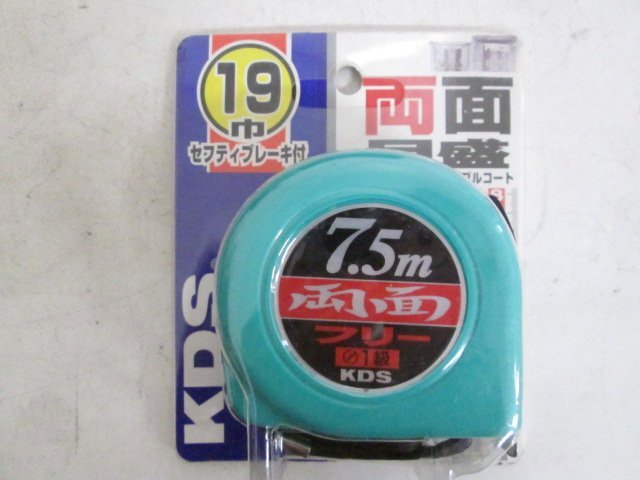 19
巾
セフティブレーキ付
両面
目盛
ブルコート
8
KDS
7.5m
両面
フリー
1級
KDS